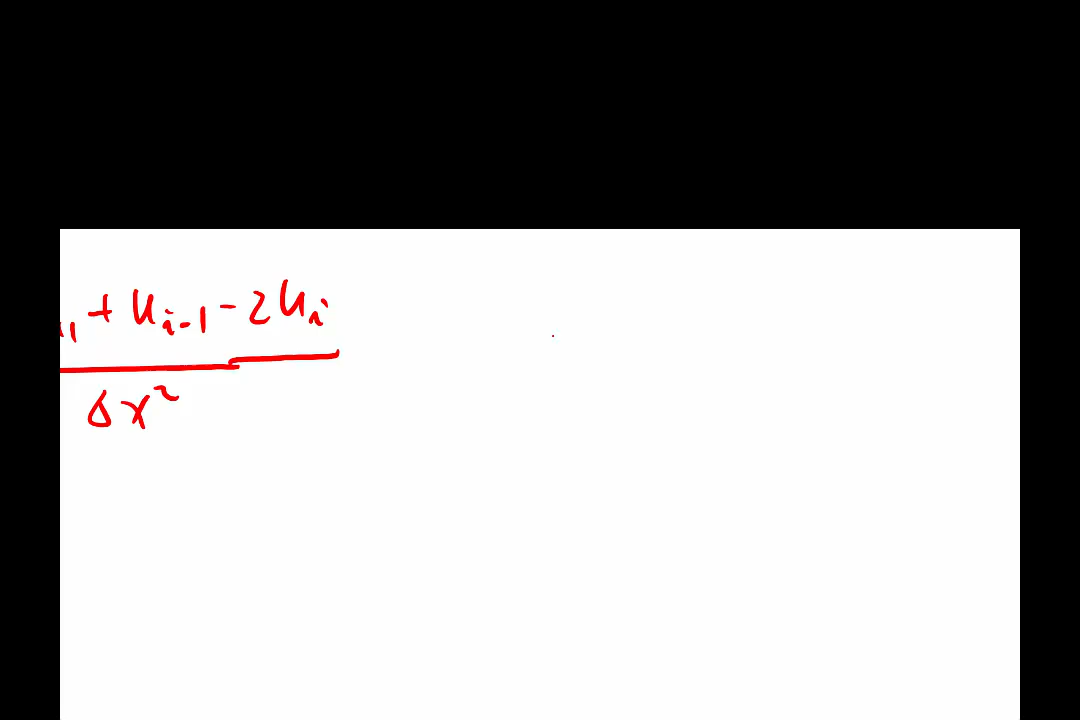 + u_{i-1} - 2u_i
Δx²